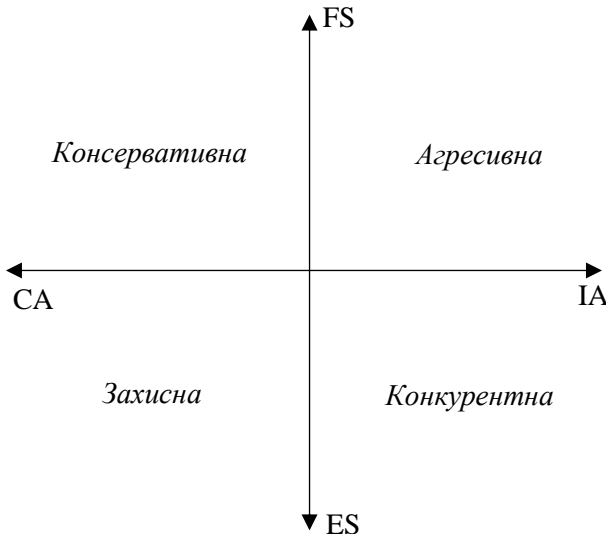 FS
Консервативна
Агресивна
CA
IA
Захисна
Конкурентна
ES